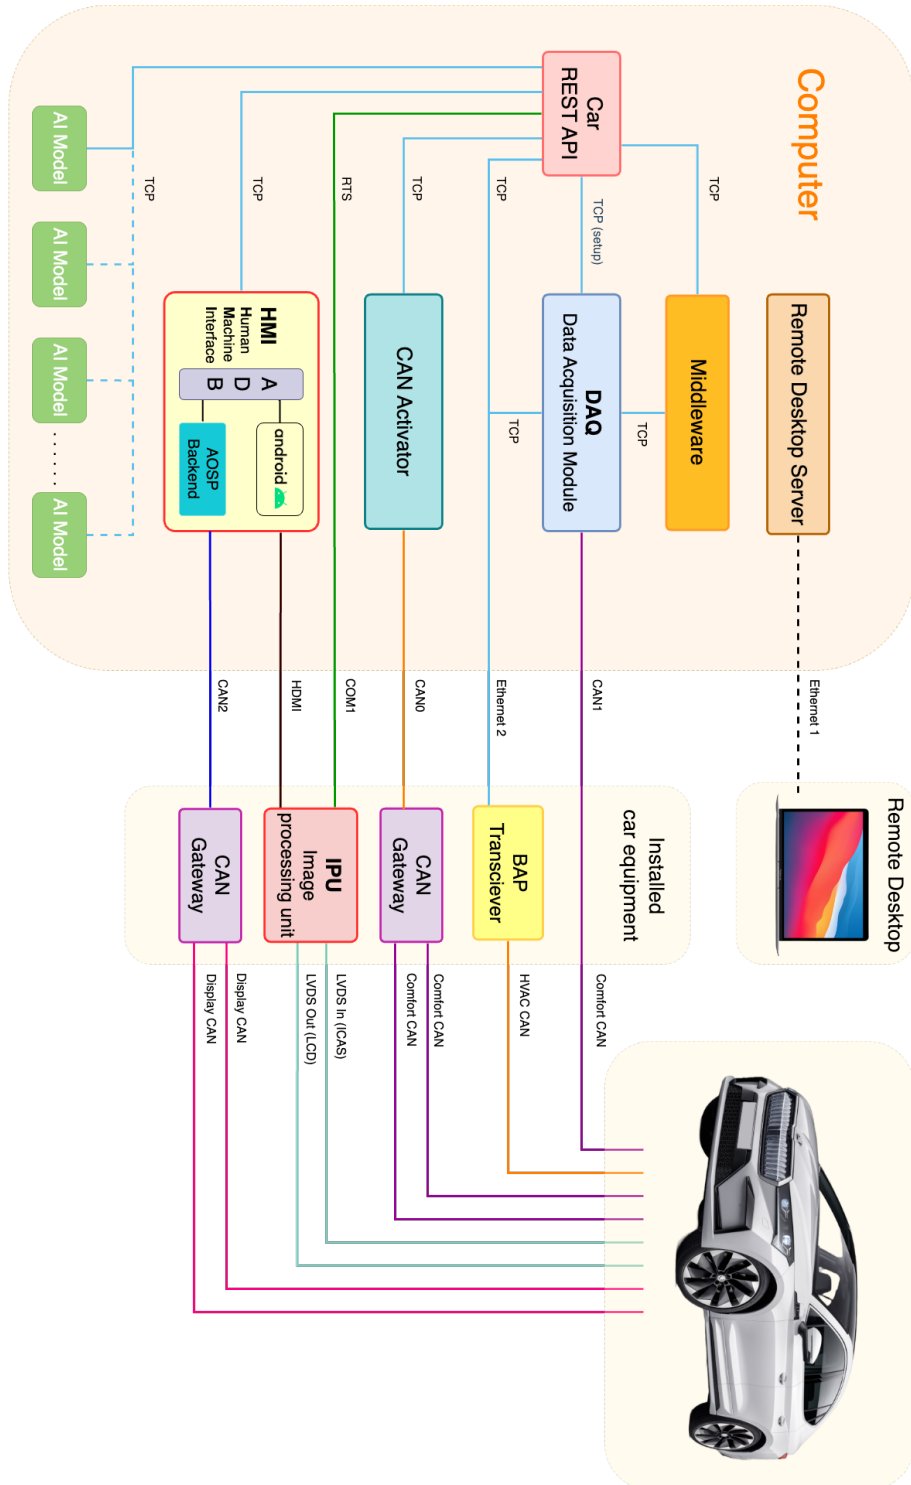 Computer
Car
REST API
TCP
TCP (setup)
TCP
TCP
RTS
TCP
TCP
Remote Desktop Server
Middleware
DAQ
Data Acquisition Module
TCP
TCP
CAN Activator
HMI
Human
Machine
Interface
A D B
android
AOSP
Backend
AI Model
AI Model
AI Model
......
AI Model
Ethernet 1
CAN1
Ethernet 2
CAN0
COM1
HDMI
CAN2
Remote Desktop
Installed
car equipment
BAP
Transciever
CAN
Gateway
IPU
Image
processing unit
CAN
Gateway
Comfort CAN
HVAC CAN
Comfort CAN
Comfort CAN
LVDS In (ICAS)
LVDS Out (LCD)
Display CAN
Display CAN